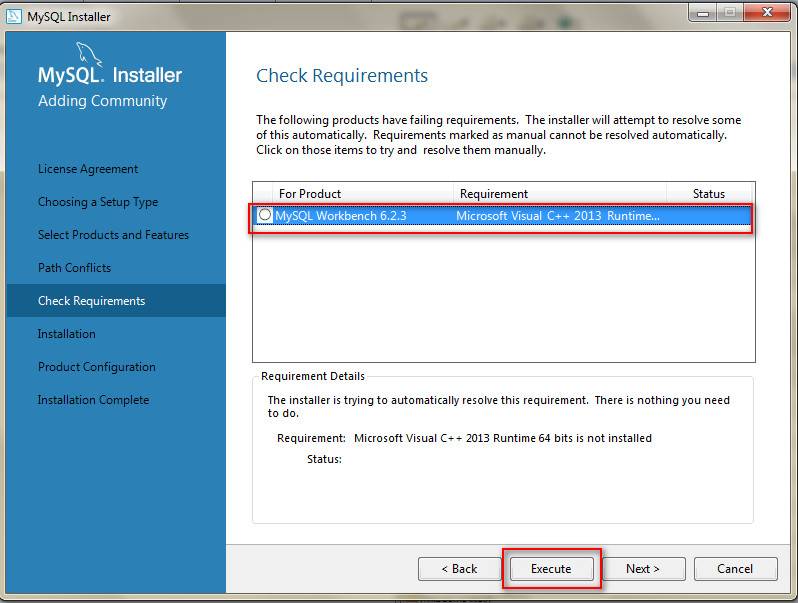 MySQL Installer
MySQL. Installer
Adding Community
License Agreement
Choosing a Setup Type
Select Products and Features
Path Conflicts
Check Requirements
Installation
Product Configuration
Installation Complete
Check Requirements
The following products have failing requirements. The installer will attempt to resolve some
of this automatically. Requirements marked as manual cannot be resolved automatically.
Click on those items to try and resolve them manually.
For Product Requirement Status
MySQL Workbench 6.2.3 Microsoft Visual C++ 2013 Runtime...
Requirement Details
The installer is trying to automatically resolve this requirement. There is nothing you need
to do.
Requirement: Microsoft Visual C++ 2013 Runtime 64 bits is not installed
Status:
< Back Execute Next > Cancel